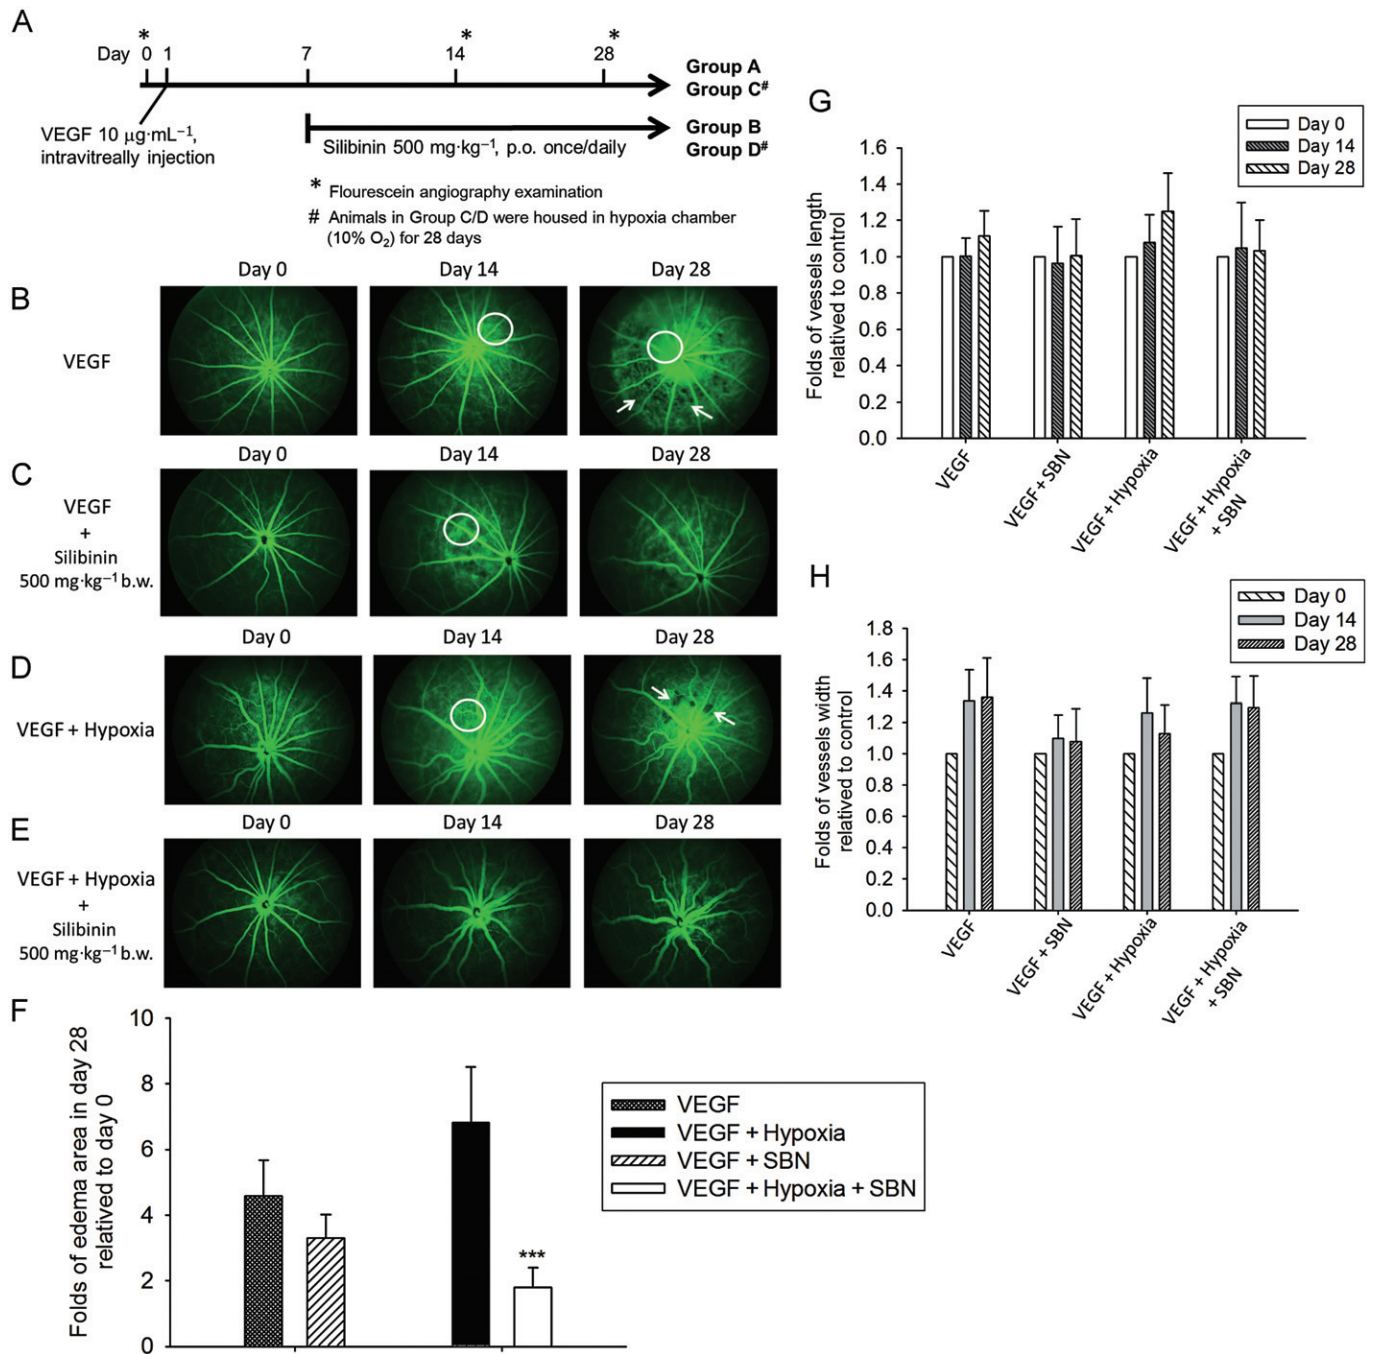 A
*
*
*
Day 0 1 7 14 28
Group A
Group C#
VEGF 10 µg·mL−1,
intravitreally injection
Group B
Silibinin 500 mg·kg−1, p.o. once/daily
Group D#
* Flourescein angiography examination
# Animals in Group C/D were housed in hypoxia chamber
(10% O2) for 28 days
B
Day 0 Day 14 Day 28
VEGF
C
Day 0 Day 14 Day 28
VEGF
+
Silibinin
500 mg·kg−1 b.w.
D
Day 0 Day 14 Day 28
VEGF + Hypoxia
E
Day 0 Day 14 Day 28
VEGF + Hypoxia
+
Silibinin
500 mg·kg−1 b.w.
F
Folds of edema area in day 28
relatived to day 0
10
8
6
4
2
0
***
VEGF
VEGF + Hypoxia
VEGF + SBN
VEGF + Hypoxia + SBN
G
Day 0
Day 14
Day 28
Folds of vessels length
relatived to control
1.6
1.4
1.2
1.0
0.8
0.6
0.4
0.2
0.0
VEGF
VEGF + SBN
VEGF + Hypoxia
VEGF + Hypoxia
+ SBN
H
Day 0
Day 14
Day 28
Folds of vessels width
relatived to control
1.8
1.6
1.4
1.2
1.0
0.8
0.6
0.4
0.2
0.0
VEGF
VEGF + SBN
VEGF + Hypoxia
VEGF + Hypoxia
+ SBN